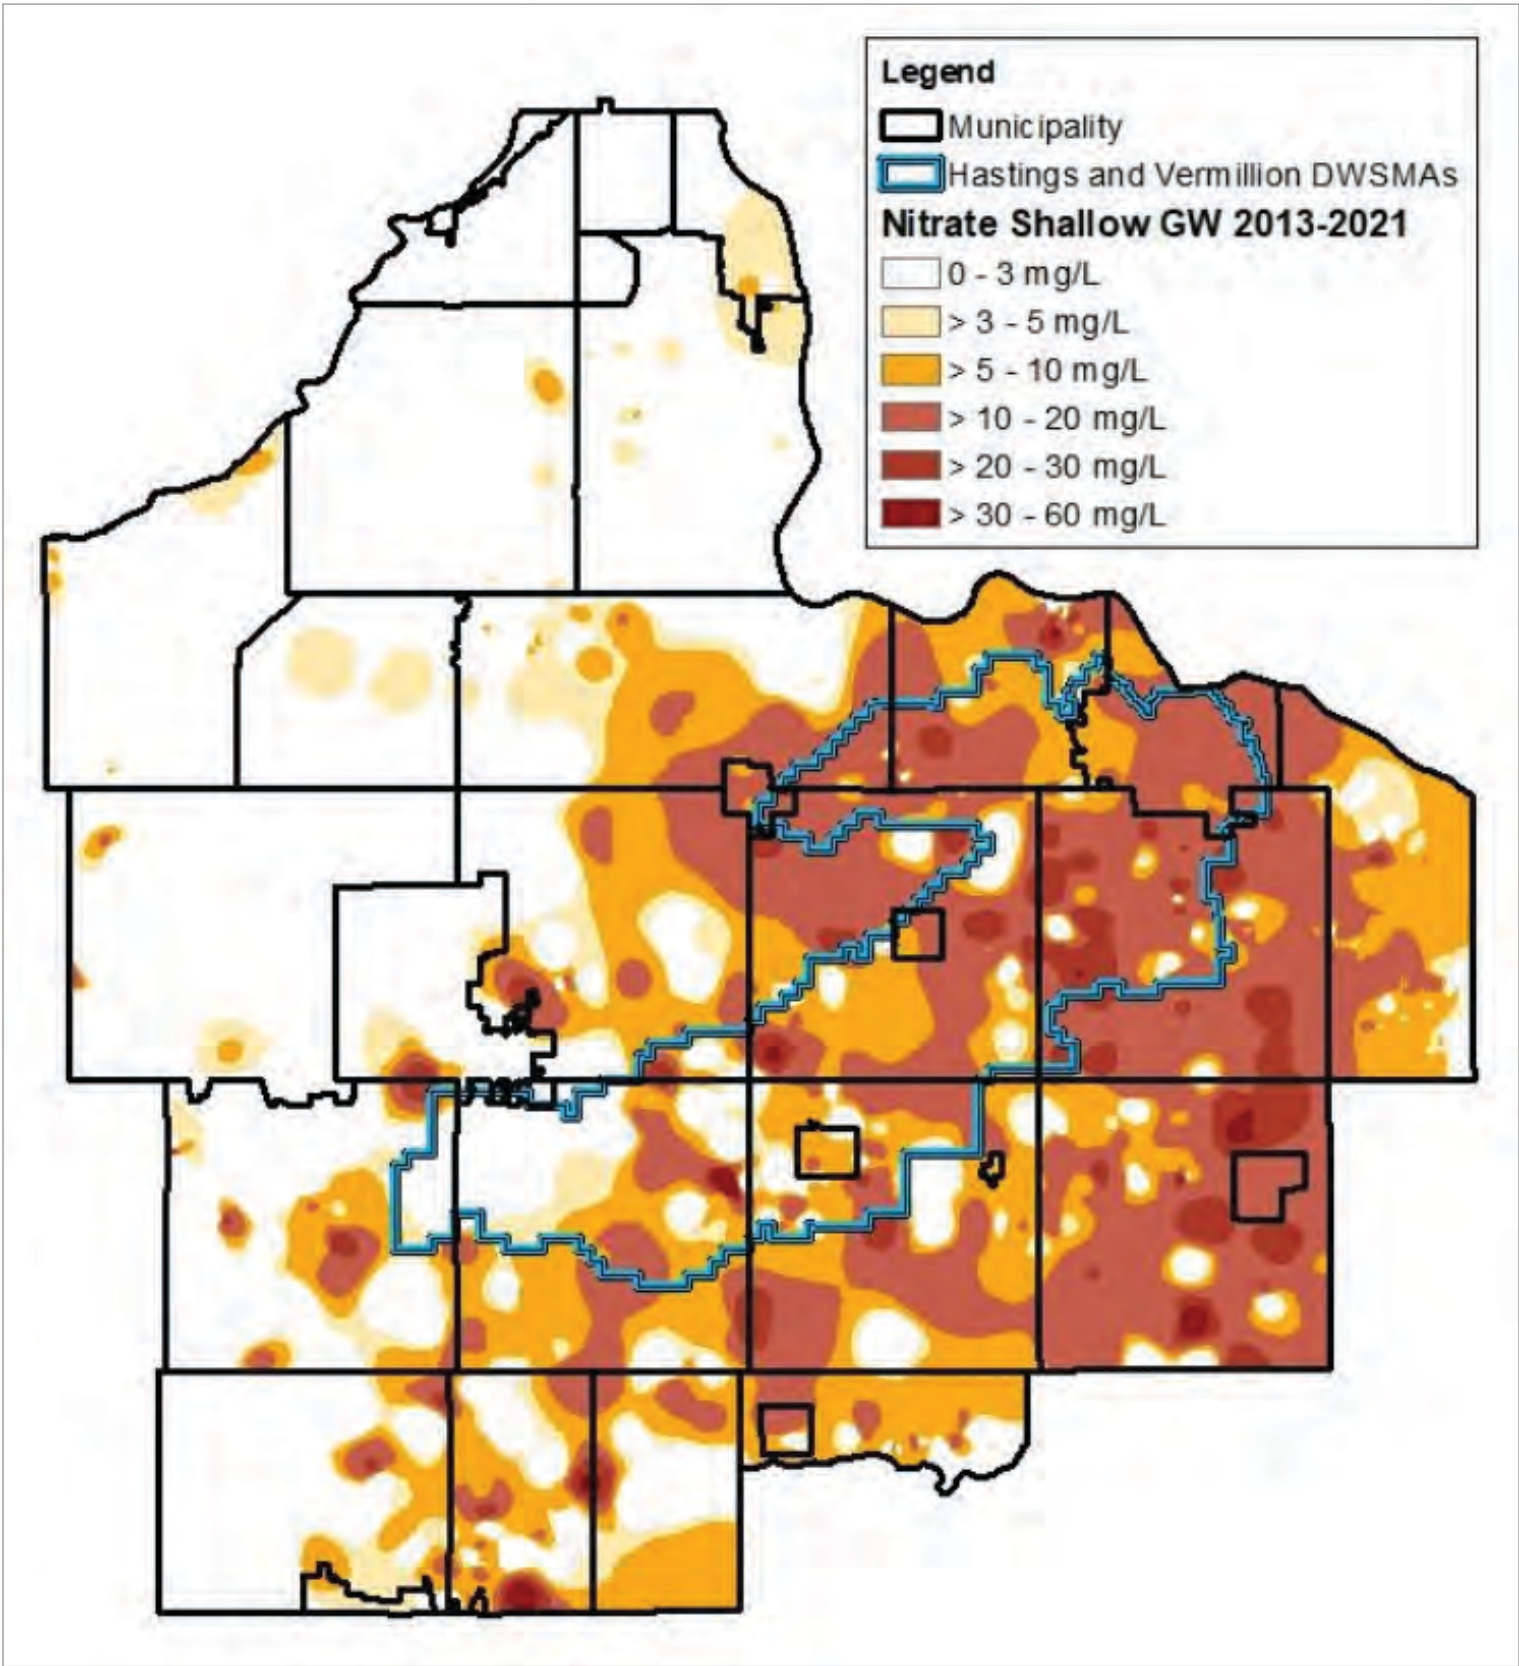 Legend
Municipality
Hastings and Vermillion DWSMAs
Nitrate Shallow GW 2013-2021
0 - 3 mg/L
> 3 - 5 mg/L
> 5 - 10 mg/L
> 10 - 20 mg/L
> 20 - 30 mg/L
> 30 - 60 mg/L